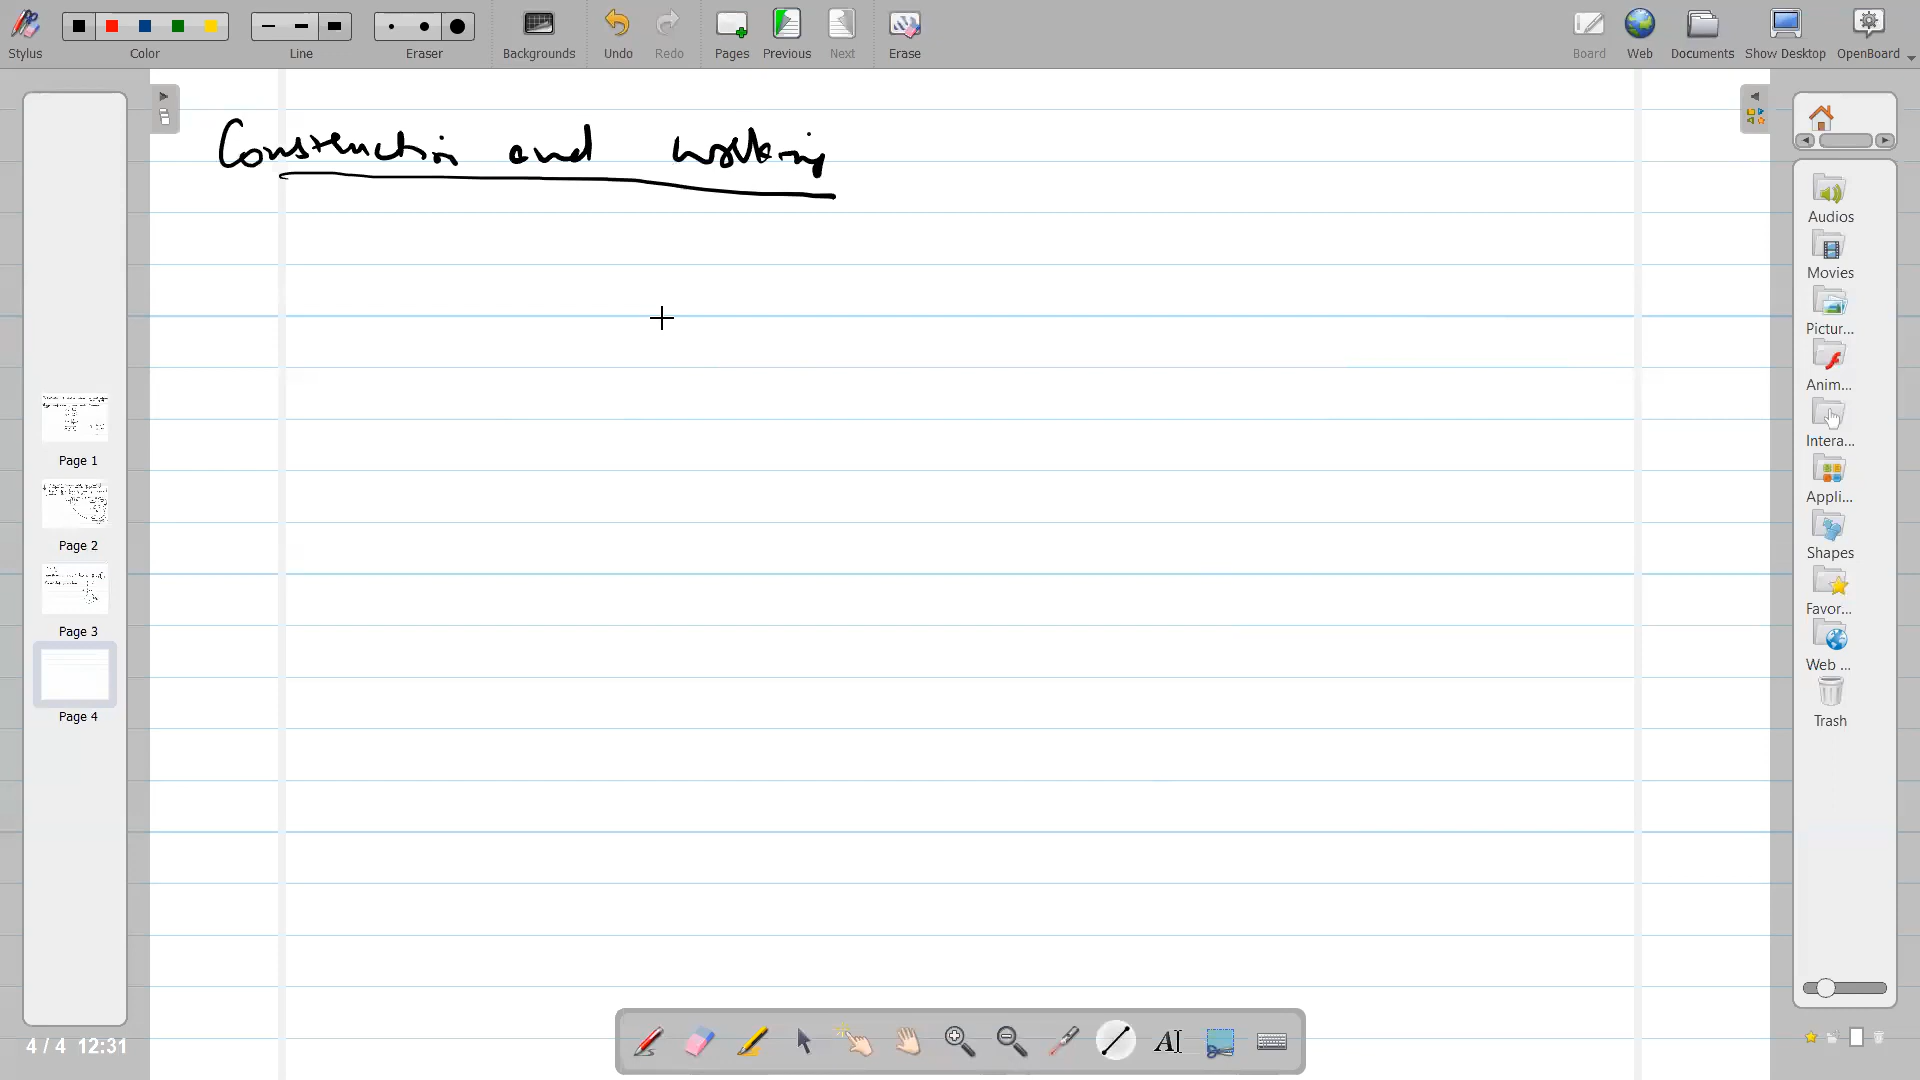 Stylus
Color
Line
Eraser
Backgrounds
Undo
Redo
Pages
Previous
Next
Erase
Board
Web
Documents
Show Desktop
OpenBoard
Construction and working
Page 1
Page 2
Page 3
Page 4
4 / 4 12:31
Audios
Movies
Pictur...
Anim...
Intera...
Appli...
Shapes
Favor...
Web ...
Trash
AI